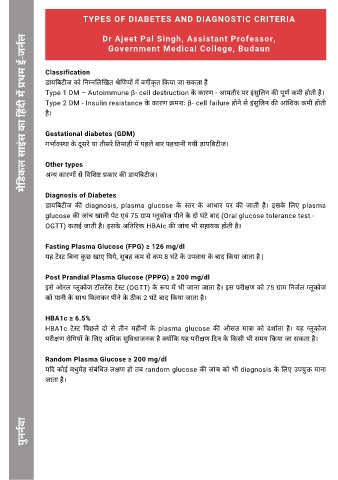 TYPES OF DIABETES AND DIAGNOSTIC CRITERIA
Dr Ajeet Pal Singh, Assistant Professor,
Government Medical College, Budaun
मेडिकल साइंस का हिंदी में प्रथम ई-जर्नल
Classification
डायबिटीज को निम्नलिखित श्रेणियों में वर्गीकृत किया जा सकता है
Type 1 DM – Autoimmune β- cell destruction के कारण - आमतौर पर इंसुलिन की पूर्ण कमी होती है।
Type 2 DM - Insulin resistance के कारण क्रमशः β- cell failure होने से इंसुलिन की आंशिक कमी होती
है।
Gestational diabetes (GDM)
गर्भावस्था के दूसरे या तीसरे तिमाही में पहले बार पहचानी गयी डायबिटीज।
Other types
अन्य कारणों से विशिष्ट प्रकार की डायबिटीज।
Diagnosis of Diabetes
डायबिटीज की diagnosis, plasma glucose के स्तर के आधार पर की जाती है। इसके लिए plasma
glucose की जांच खाली पेट एवं 75 ग्राम ग्लूकोज पीने के दो घंटे बाद (Oral glucose tolerance test -
OGTT) कराई जाती है। इसके अतिरिक्त HBAIc की जांच भी सहायक होती है।
Fasting Plasma Glucose (FPG) ≥ 126 mg/dl
यह टेस्ट बिना कुछ खाए पिये, सुबह कम से कम 8 घंटे के उपवास के बाद किया जाता है|
Post Prandial Plasma Glucose (PPPG) ≥ 200 mg/dl
इसे ओरल ग्लूकोज टॉलरेंस टेस्ट (OGTT) के रूप में भी जाना जाता है। इस परीक्षण को 75 ग्राम निर्जल ग्लूकोज
को पानी के साथ मिलाकर पीने के ठीक 2 घंटे बाद किया जाता है।
HBA1c ≥ 6.5%
HBA1c टेस्ट पिछले दो से तीन महीनों के plasma glucose की औसत मात्रा को दर्शाता है। यह ग्लूकोज
परीक्षण रोगियों के लिए अधिक सुविधाजनक है क्योंकि यह परीक्षण दिन के किसी भी समय किया जा सकता है।
Random Plasma Glucose ≥ 200 mg/dl
यदि कोई मधुमेह संबंधित लक्षण हों तब random glucose की जांच को भी diagnosis के लिए उपयुक्त माना
जाता है।
पुनर्नवा